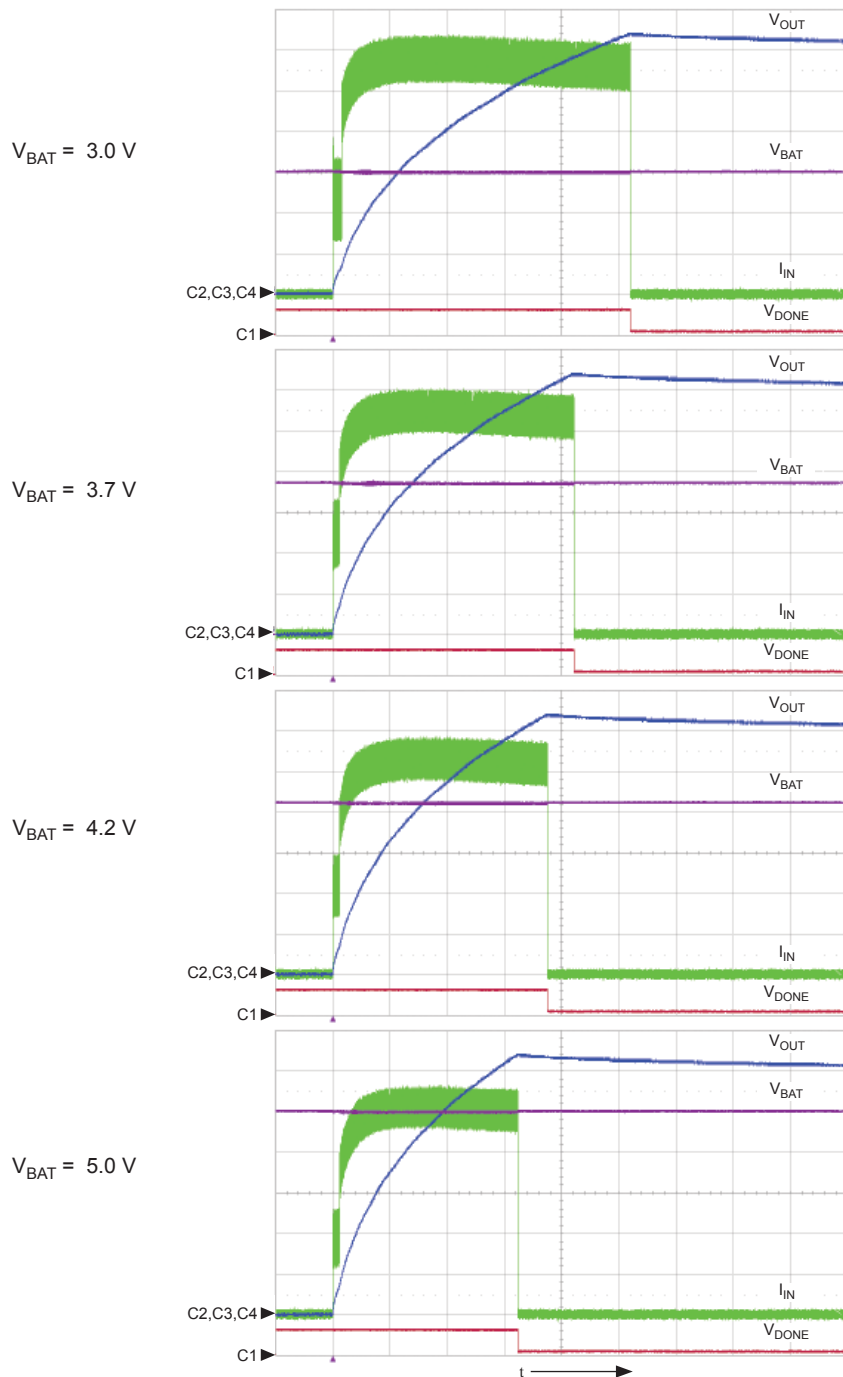 V_OUT
V_BAT = 3.0 V
V_BAT
I_IN
C2,C3,C4
V_DONE
C1
V_OUT
V_BAT
V_BAT = 3.7 V
I_IN
C2,C3,C4
V_DONE
C1
V_OUT
V_BAT
V_BAT = 4.2 V
I_IN
C2,C3,C4
V_DONE
C1
V_OUT
V_BAT
V_BAT = 5.0 V
I_IN
C2,C3,C4
V_DONE
C1
t